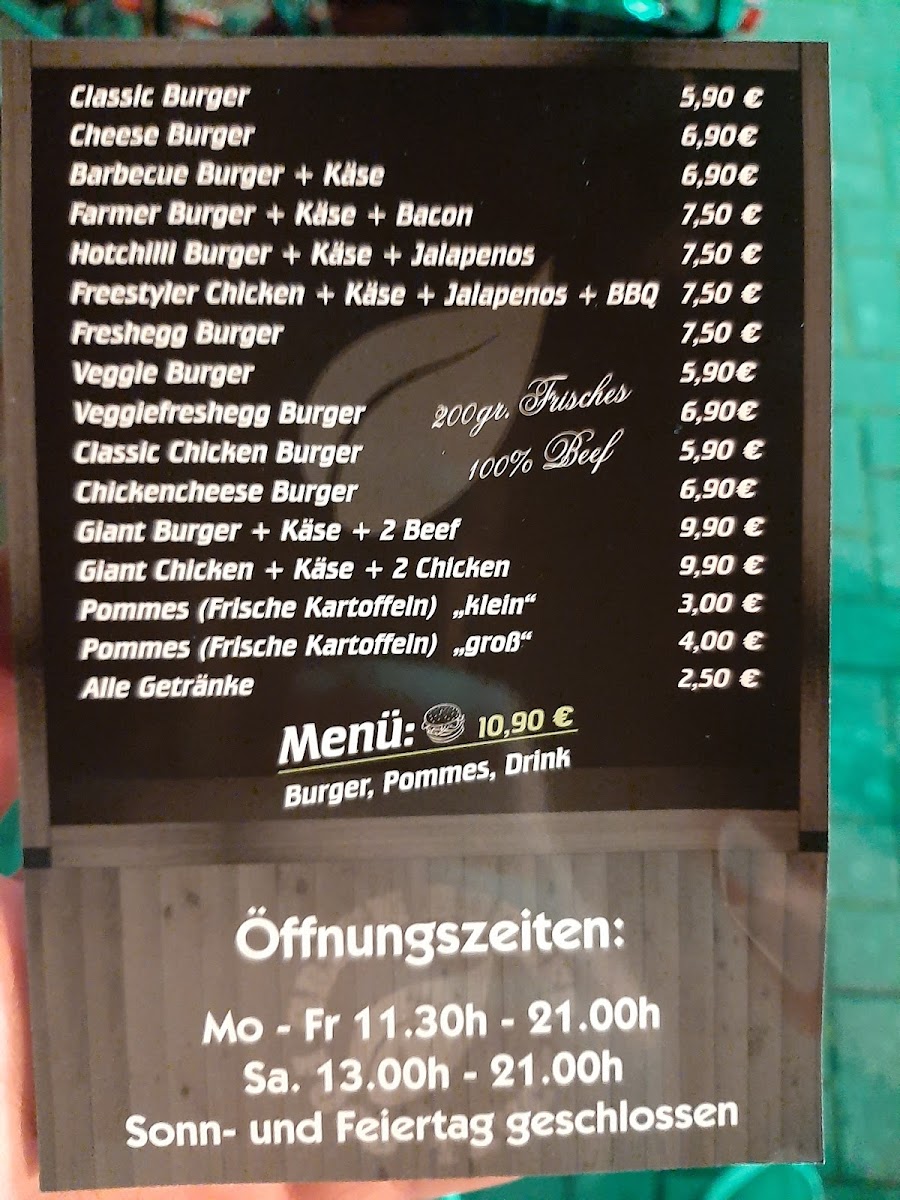 Classic Burger 5,90 €
Cheese Burger 6,90€
Barbecue Burger + Käse 6,90€
Farmer Burger + Käse + Bacon 7,50 €
Hotchilli Burger + Käse + Jalapenos 7,50 €
Freestyler Chicken + Käse + Jalapenos + BBQ 7,50 €
Freshegg Burger 7,50 €
Veggie Burger 5,90€
Veggiefreshegg Burger 6,90€
200gr. Frisches
Classic Chicken Burger 5,90 €
100% Beef
Chickencheese Burger 6,90€
Giant Burger + Käse + 2 Beef 9,90 €
Giant Chicken + Käse + 2 Chicken 9,90 €
Pommes (Frische Kartoffeln) „klein“ 3,00 €
Pommes (Frische Kartoffeln) „groß“ 4,00 €
Alle Getränke 2,50 €
Menü: 10,90 €
Burger, Pommes, Drink
Öffnungszeiten:
Mo - Fr 11.30h - 21.00h
Sa. 13.00h - 21.00h
Sonn- und Feiertag geschlossen